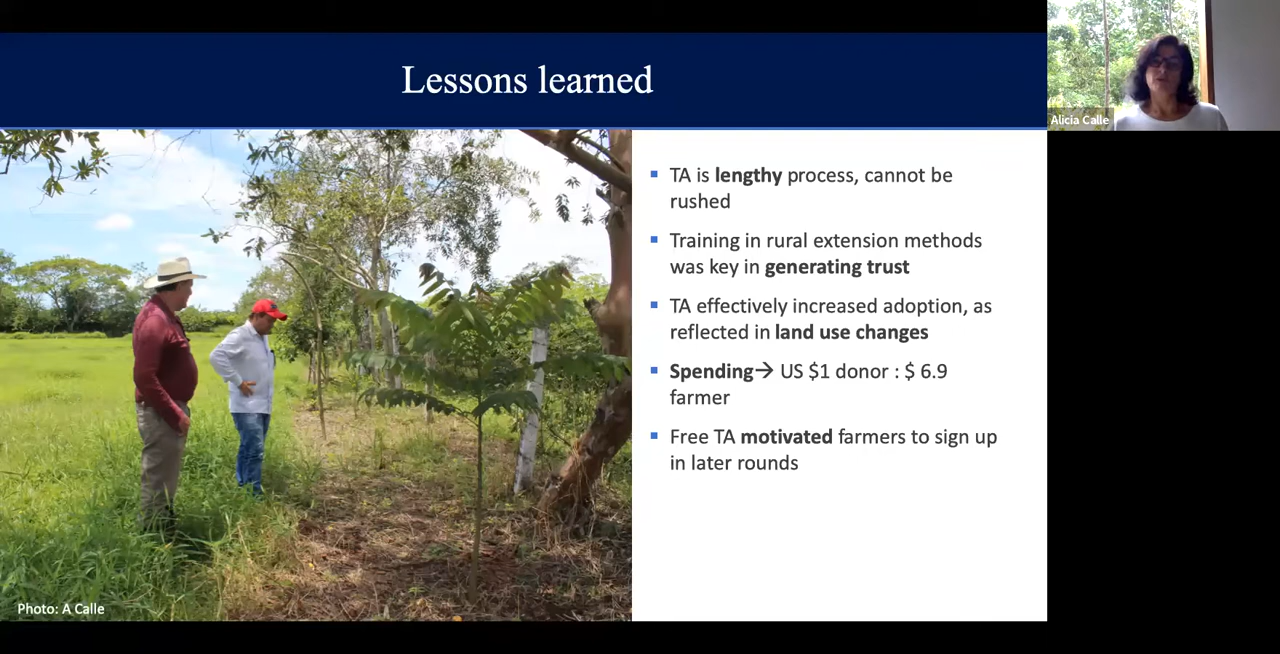 Lessons learned
Alicia Calle
▪ TA is lengthy process, cannot be
rushed
▪ Training in rural extension methods
was key in generating trust
▪ TA effectively increased adoption, as
reflected in land use changes
▪ Spending→ US $1 donor : $ 6.9
farmer
▪ Free TA motivated farmers to sign up
in later rounds
Photo: A Calle